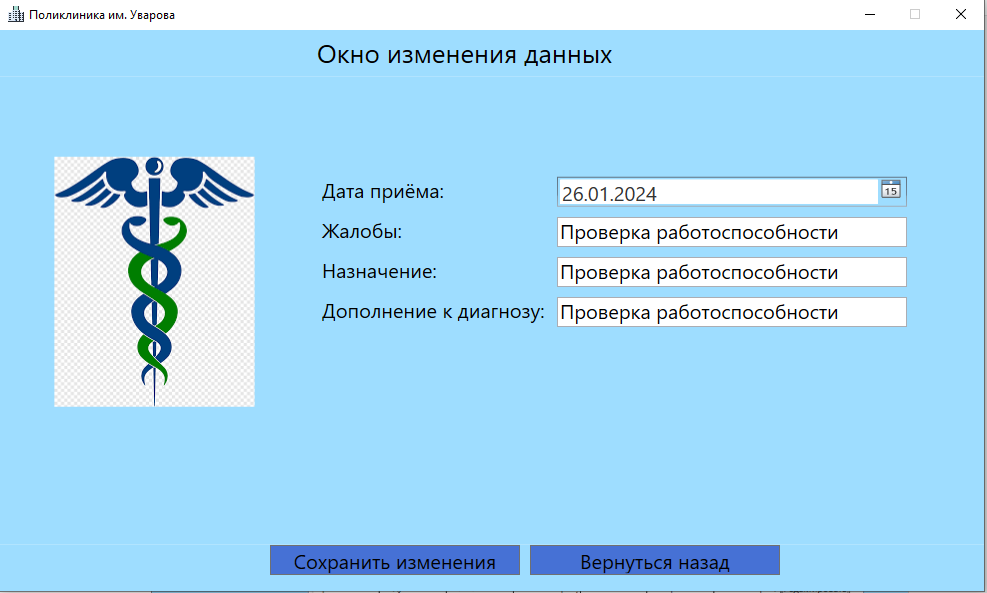 Поликлиника им. Уварова
Окно изменения данных
Дата приёма: 26.01.2024 15
Жалобы: Проверка работоспособности
Назначение: Проверка работоспособности
Дополнение к диагнозу: Проверка работоспособности
Сохранить изменения Вернуться назад